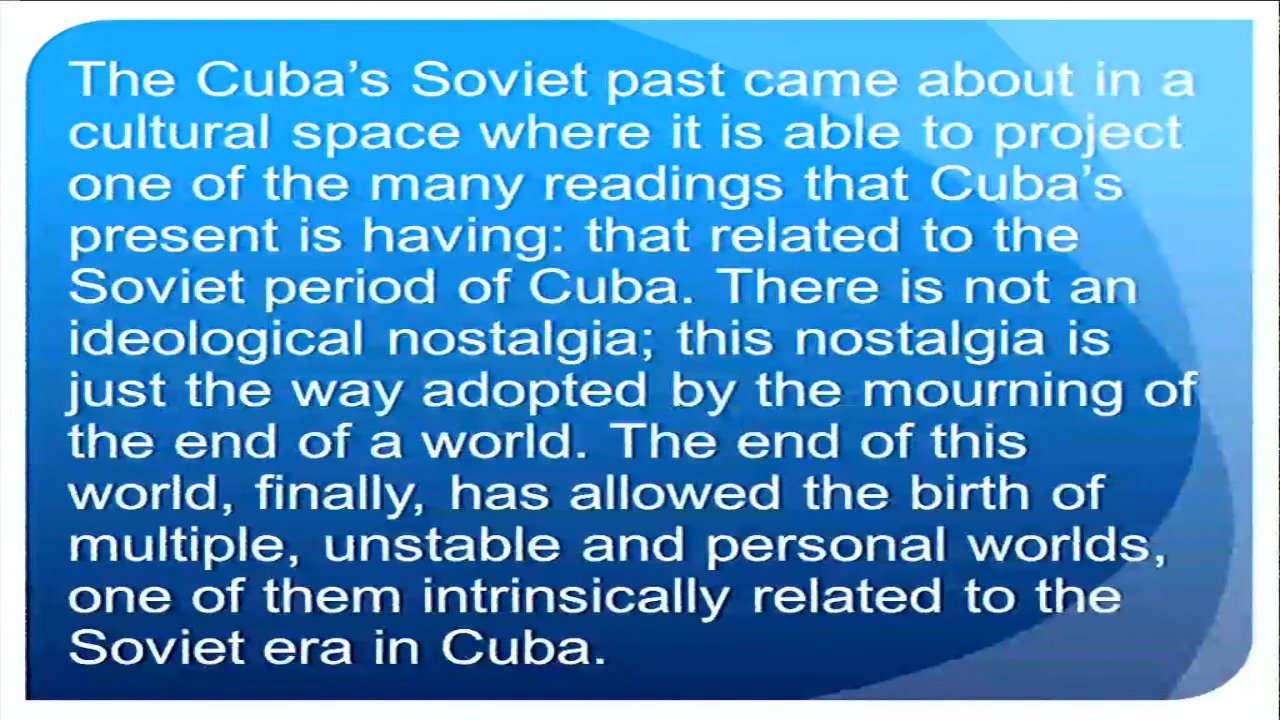 The Cuba’s Soviet past came about in a
cultural space where it is able to project
one of the many readings that Cuba’s
present is having: that related to the
Soviet period of Cuba. There is not an
ideological nostalgia; this nostalgia is
just the way adopted by the mourning of
the end of a world. The end of this
world, finally, has allowed the birth of
multiple, unstable and personal worlds,
one of them intrinsically related to the
Soviet era in Cuba.